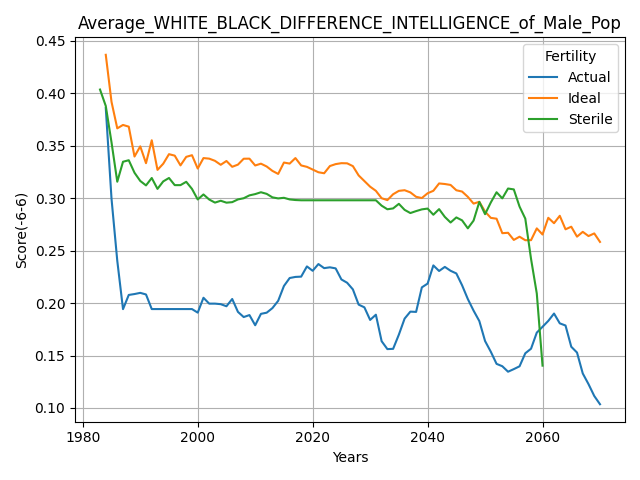 Average_WHITE_BLACK_DIFFERENCE_INTELLIGENCE_of_Male_Pop
Fertility
Actual
Ideal
Sterile
Score(-6-6)
0.45
0.40
0.35
0.30
0.25
0.20
0.15
0.10
1980
2000
2020
2040
2060
Years